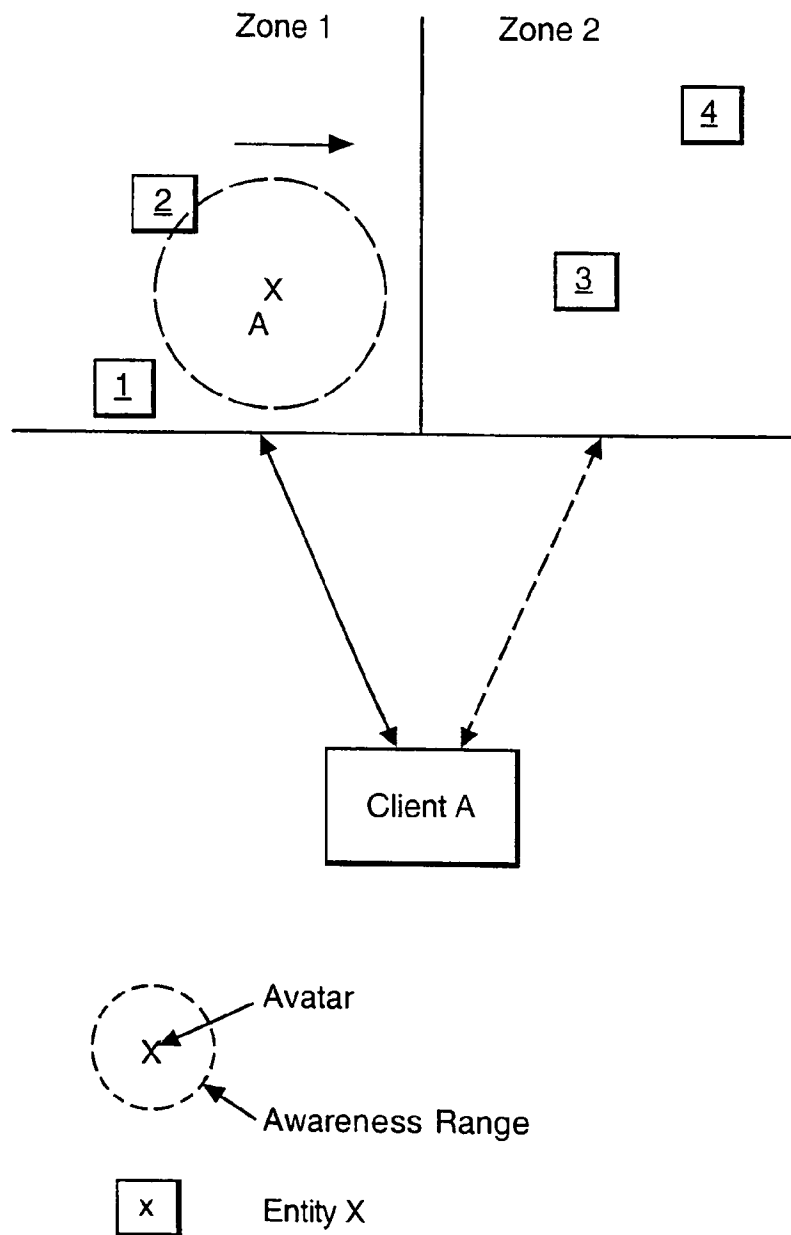 Zone 1
Zone 2
4
2
3
X
A
1
Client A
Avatar
X
Awareness Range
x
Entity X